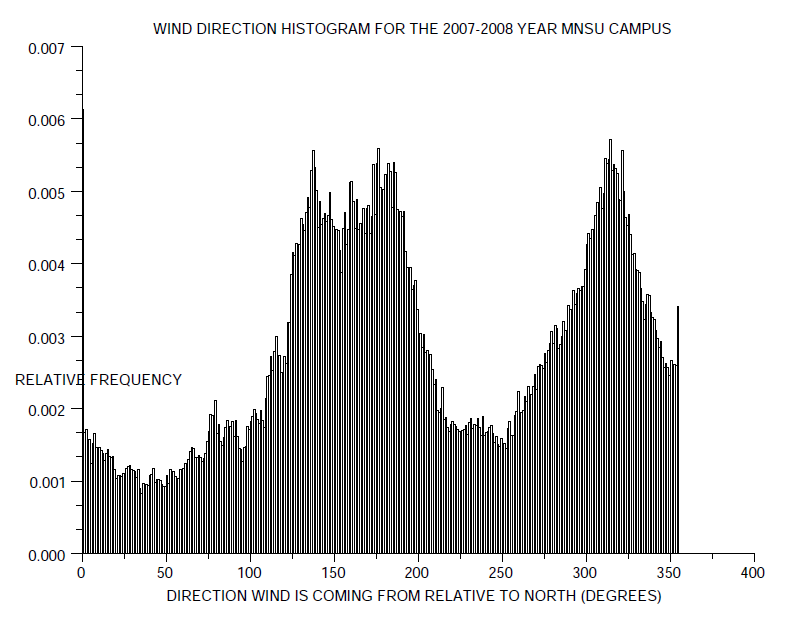 WIND DIRECTION HISTOGRAM FOR THE 2007-2008 YEAR MNSU CAMPUS
0.007
0.006
0.005
0.004
0.003
RELATIVE FREQUENCY
0.002
0.001
0.000
0 50 100 150 200 250 300 350 400
DIRECTION WIND IS COMING FROM RELATIVE TO NORTH (DEGREES)